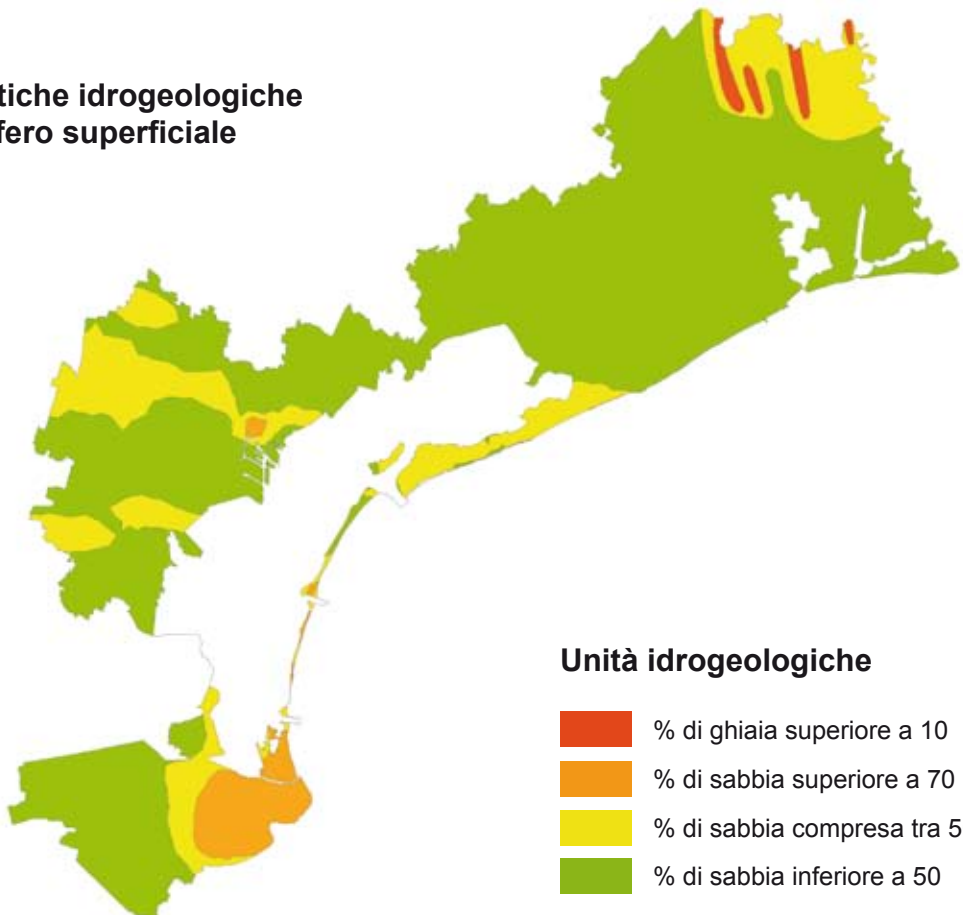 tiche idrogeologiche
fero superficiale
Unità idrogeologiche
% di ghiaia superiore a 10
% di sabbia superiore a 70
% di sabbia compresa tra 5
% di sabbia inferiore a 50